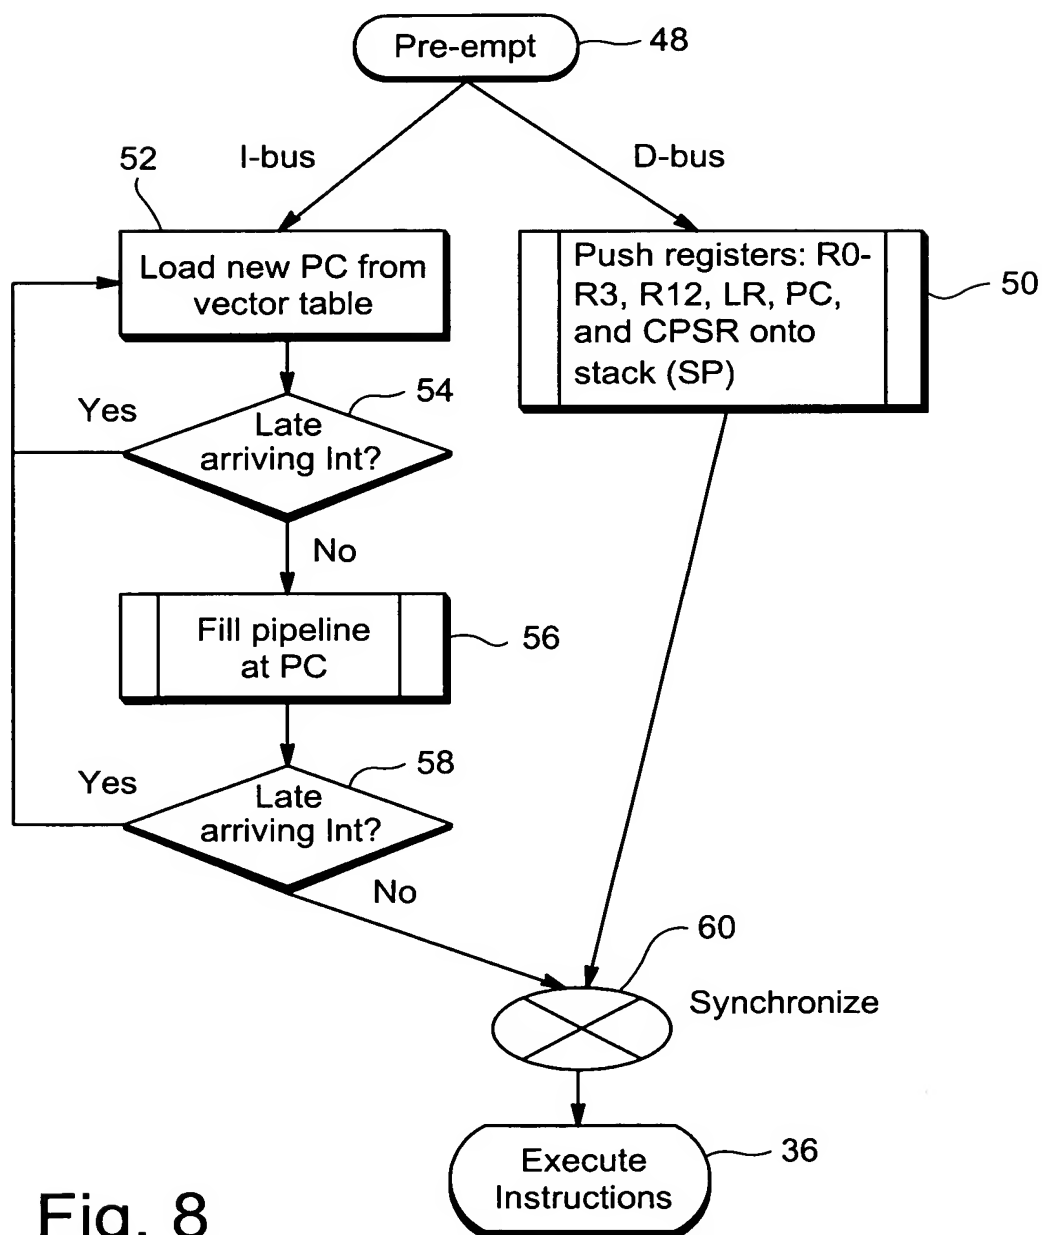 Pre-empt
48
I-bus
D-bus
52
Load new PC from
vector table
Push registers: R0-
R3, R12, LR, PC,
and CPSR onto
stack (SP)
50
Yes
54
Late
arriving Int?
No
Fill pipeline
at PC
56
Yes
58
Late
arriving Int?
No
60
Synchronize
Execute
Instructions
36
Fig. 8